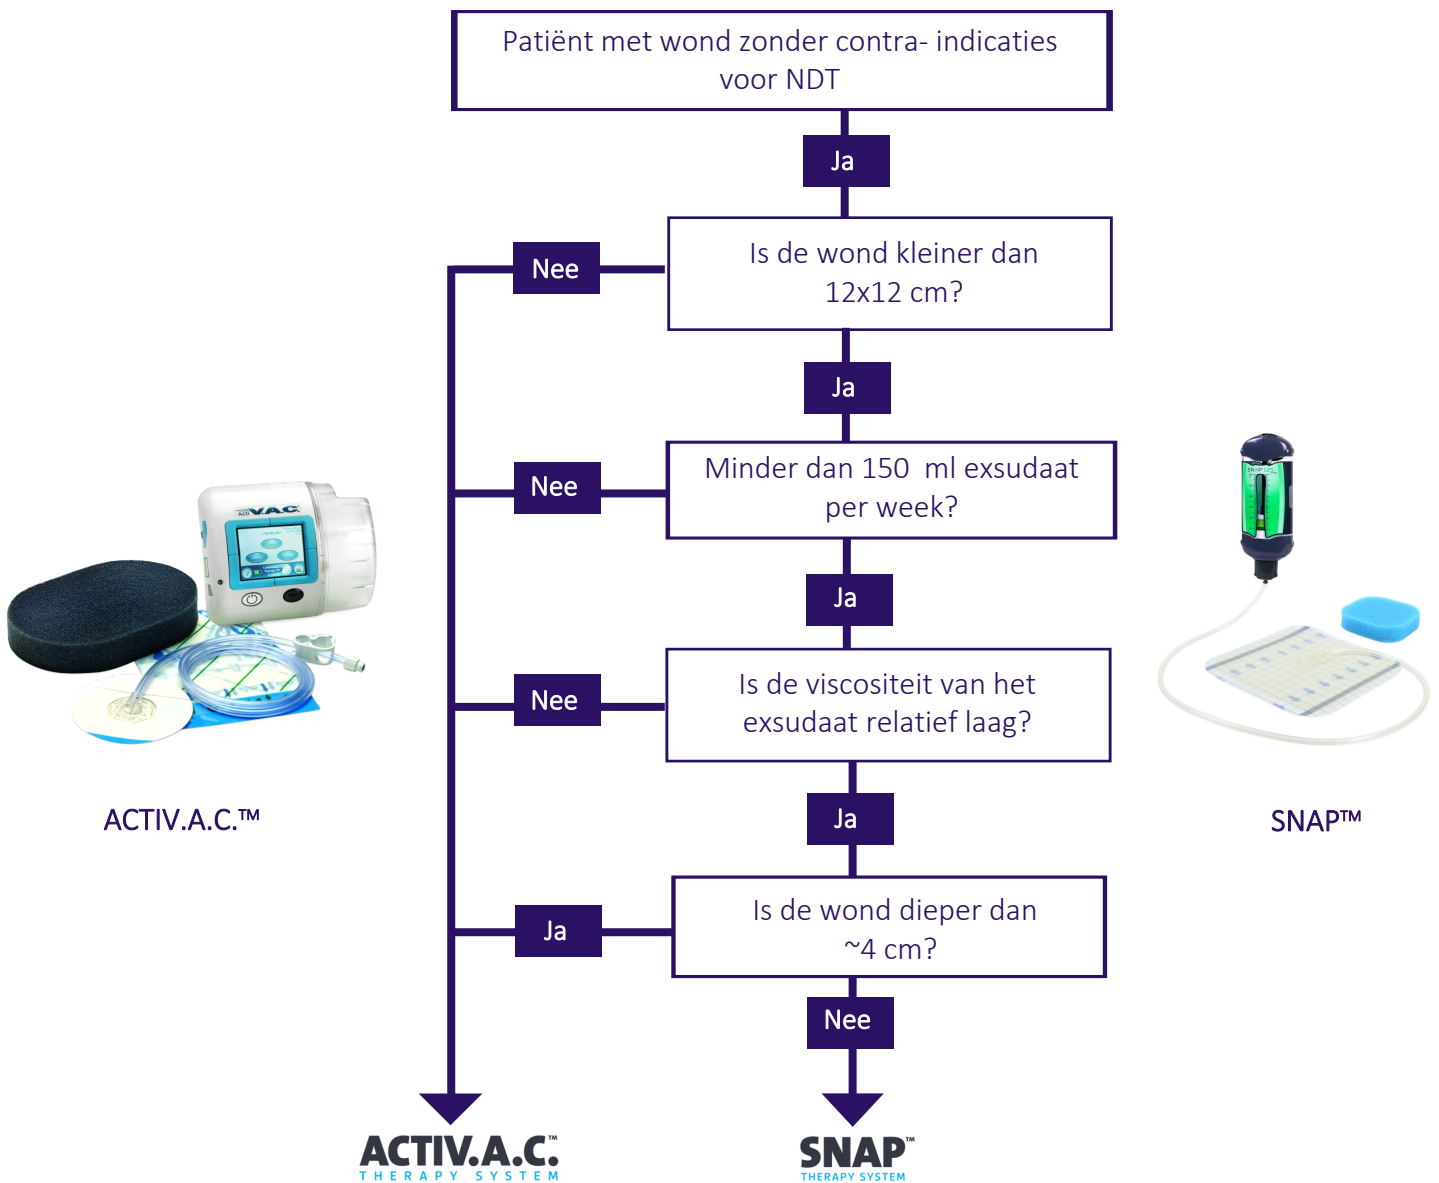 Patiënt met wond zonder contra- indicaties
voor NDT
Ja
Is de wond kleiner dan
12x12 cm?
Nee
Ja
Minder dan 150 ml exsudaat
per week?
Nee
Ja
Is de viscositeit van het
exsudaat relatief laag?
Nee
Ja
Is de wond dieper dan
~4 cm?
Ja
Nee
ActiV.A.C.
ACTIV.A.C.™
SNAP™
ACTIV.A.C.™
THERAPY SYSTEM
SNAP™
THERAPY SYSTEM